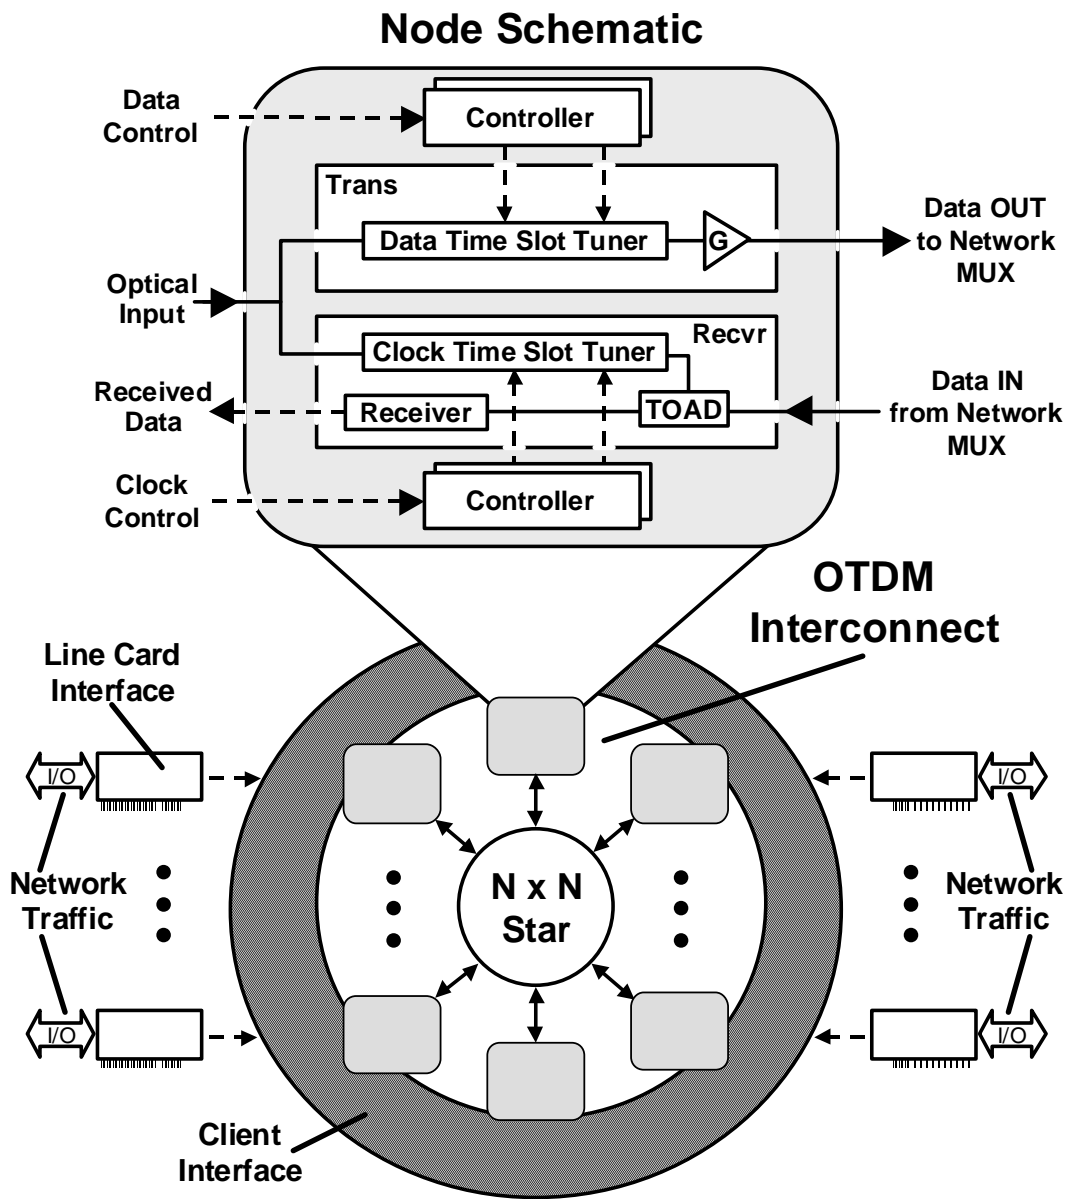 Node Schematic
Data
Control
Controller
Trans
Data Time Slot Tuner
G
Data OUT
to Network
MUX
Optical
Input
Recvr
Clock Time Slot Tuner
Received
Data
Receiver
TOAD
Data IN
from Network
MUX
Clock
Control
Controller
OTDM
Interconnect
Line Card
Interface
I/O
I/O
Network
Traffic
N x N
Star
Network
Traffic
I/O
I/O
Client
Interface